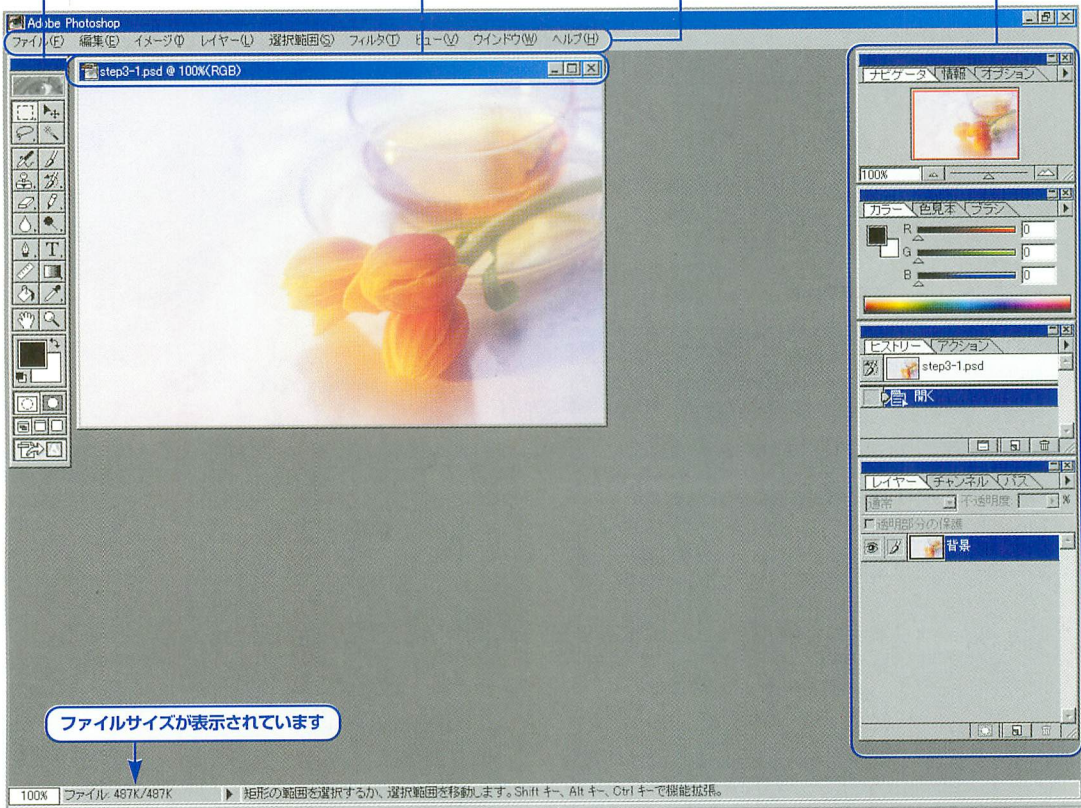 Adobe Photoshop
ファイル(F) 編集(E) イメージ(I) レイヤー(L) 選択範囲(S) フィルタ(T) ビュー(V) ウインドウ(W) ヘルプ(H)
step3-1.psd @ 100%(RGB)
T
ナビゲータ 情報 オプション
100%
カラー 色見本 ブラシ
R 0
G 0
B 0
ヒストリー アクション
step3-1.psd
開く
レイヤー チャンネル パス
通常 不透明度: %
透明部分の保護
背景
ファイルサイズが表示されています
100% ファイル: 487K/487K 矩形の範囲を選択するか、選択範囲を移動します。Shift キー、Alt キー、Ctrl キーで機能拡張。